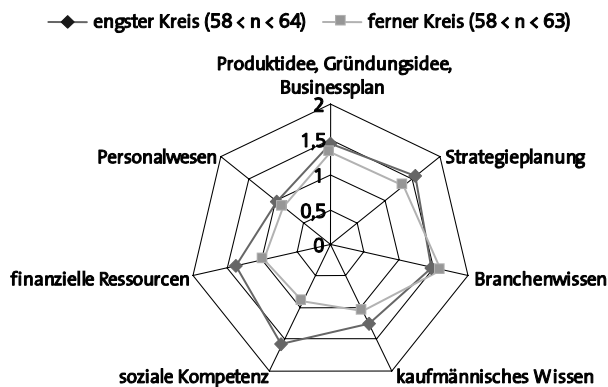 engster Kreis (58 < n < 64) ferner Kreis (58 < n < 63)
Produktidee, Gründungsidee,
Businessplan
2
Personalwesen
1,5
Strategieplanung
1
0,5
0
finanzielle Ressourcen
Branchenwissen
soziale Kompetenz
kaufmännisches Wissen